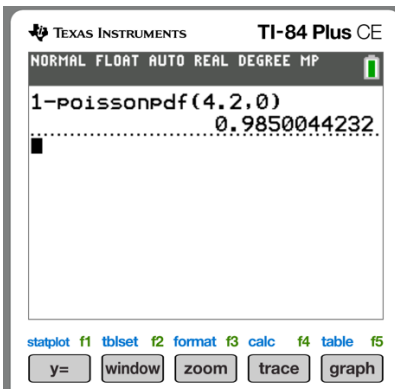 TEXAS INSTRUMENTS TI-84 Plus CE
NORMAL FLOAT AUTO REAL DEGREE MP
1-poissonpdf(4.2,0)
0.9850044232
statplot f1 tblset f2 format f3 calc f4 table f5
y= window zoom trace graph